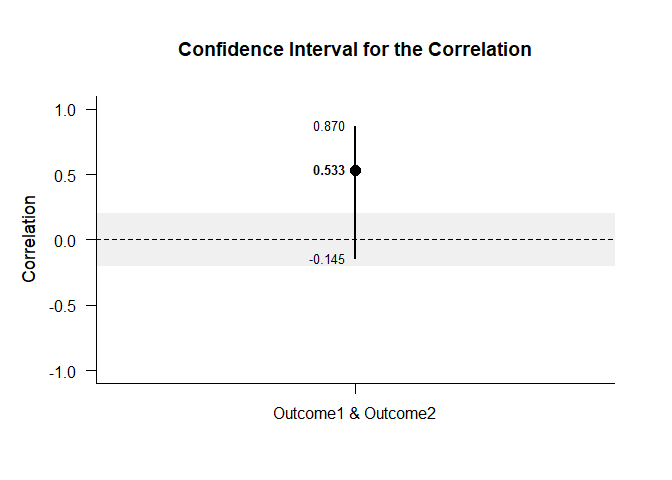 Confidence Interval for the Correlation
Correlation
1.0
0.5
0.0
-0.5
-1.0
0.870
0.533
-0.145
Outcome1 & Outcome2